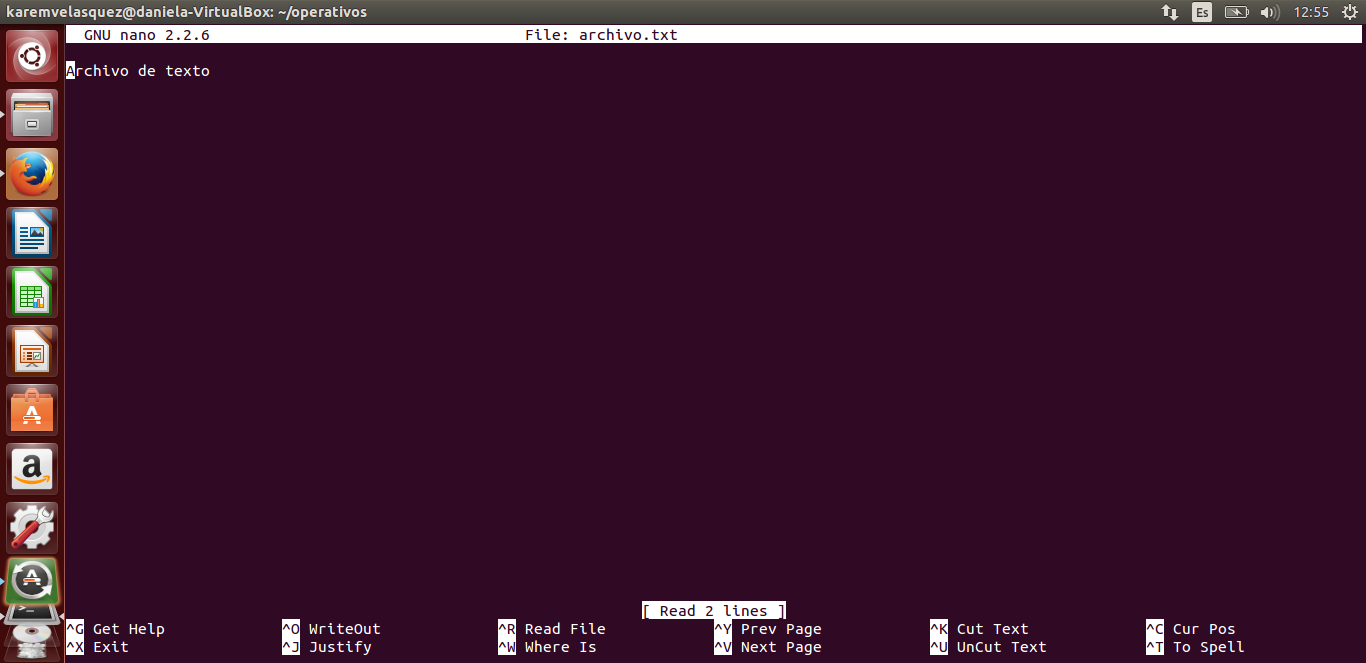 karemvelasquez@daniela-VirtualBox: ~/operativos Es 12:55
GNU nano 2.2.6 File: archivo.txt
Archivo de texto
[ Read 2 lines ]
^G Get Help ^O WriteOut ^R Read File ^Y Prev Page ^K Cut Text ^C Cur Pos
^X Exit ^J Justify ^W Where Is ^V Next Page ^U UnCut Text ^T To Spell